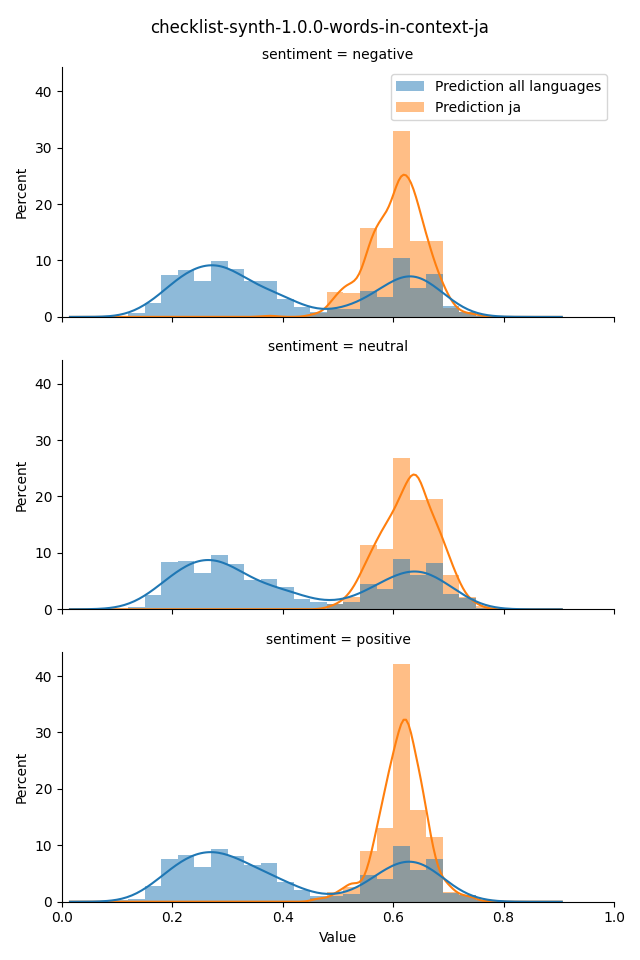 checklist-synth-1.0.0-words-in-context-ja
sentiment = negative
Prediction all languages
Prediction ja
40
30
20
10
0
Percent
sentiment = neutral
40
30
20
10
0
Percent
sentiment = positive
40
30
20
10
0
Percent
0.0 0.2 0.4 0.6 0.8 1.0
Value